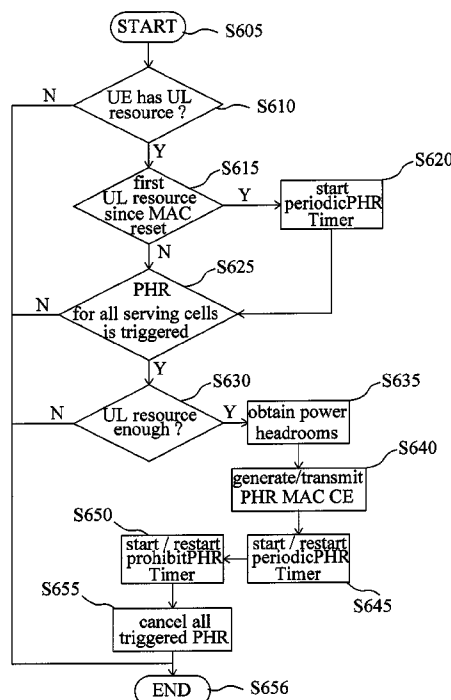 START
S605
N
UE has UL
resource ?
S610
Y
S615
S620
first
UL resource
since MAC
reset
Y
start
periodicPHR
Timer
N
S625
PHR
for all serving cells
is triggered
N
Y
S630
S635
N
UL resource
enough ?
Y
obtain power
headrooms
S640
generate/transmit
PHR MAC CE
S650
start / restart
prohibitPHR
Timer
start / restart
periodicPHR
Timer
S645
S655
cancel all
triggered PHR
END
S656